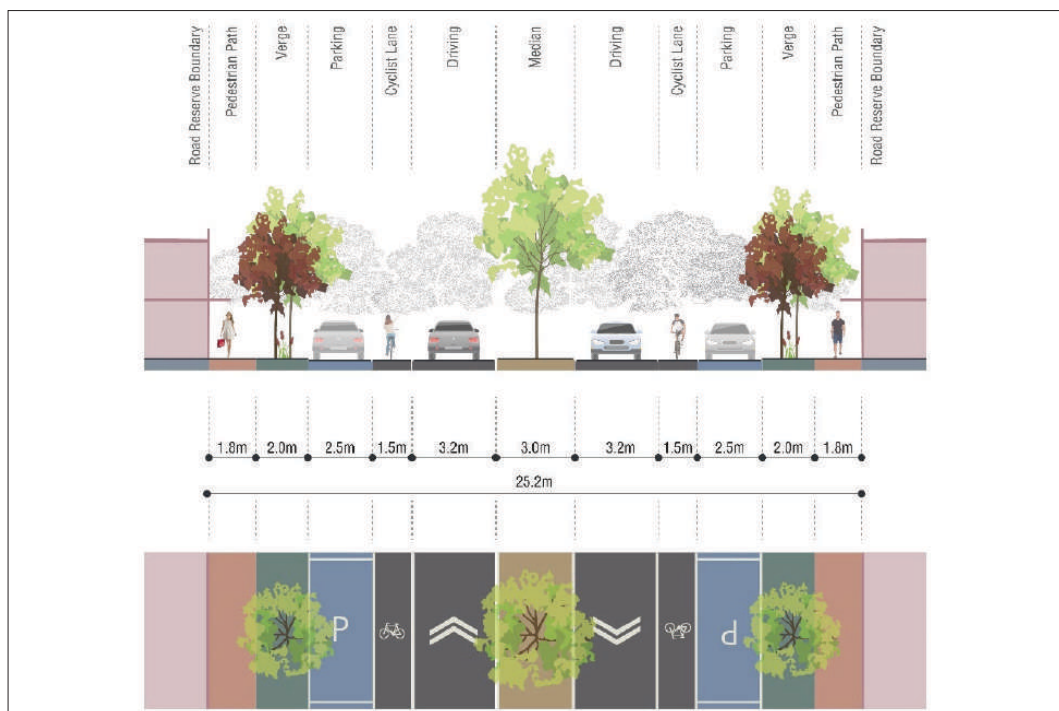 Road Reserve Boundary
Pedestrian Path
Verge
Parking
Cyclist Lane
Driving
Median
Driving
Cyclist Lane
Parking
Verge
Pedestrian Path
Road Reserve Boundary
1.8m 2.0m 2.5m 1.5m 3.2m 3.0m 3.2m 1.5m 2.5m 2.0m 1.8m
25.2m
P
P